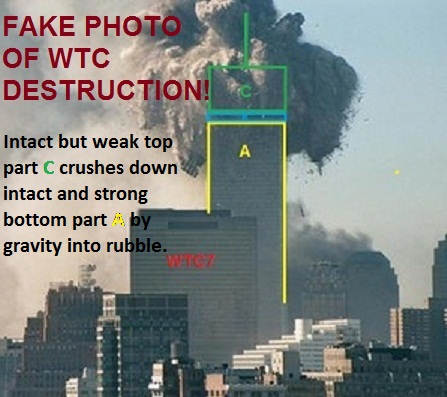 FAKE PHOTO
OF WTC
DESTRUCTION!
C
A
Intact but weak top
part C crushes down
intact and strong
bottom part A by
gravity into rubble.
WTC7